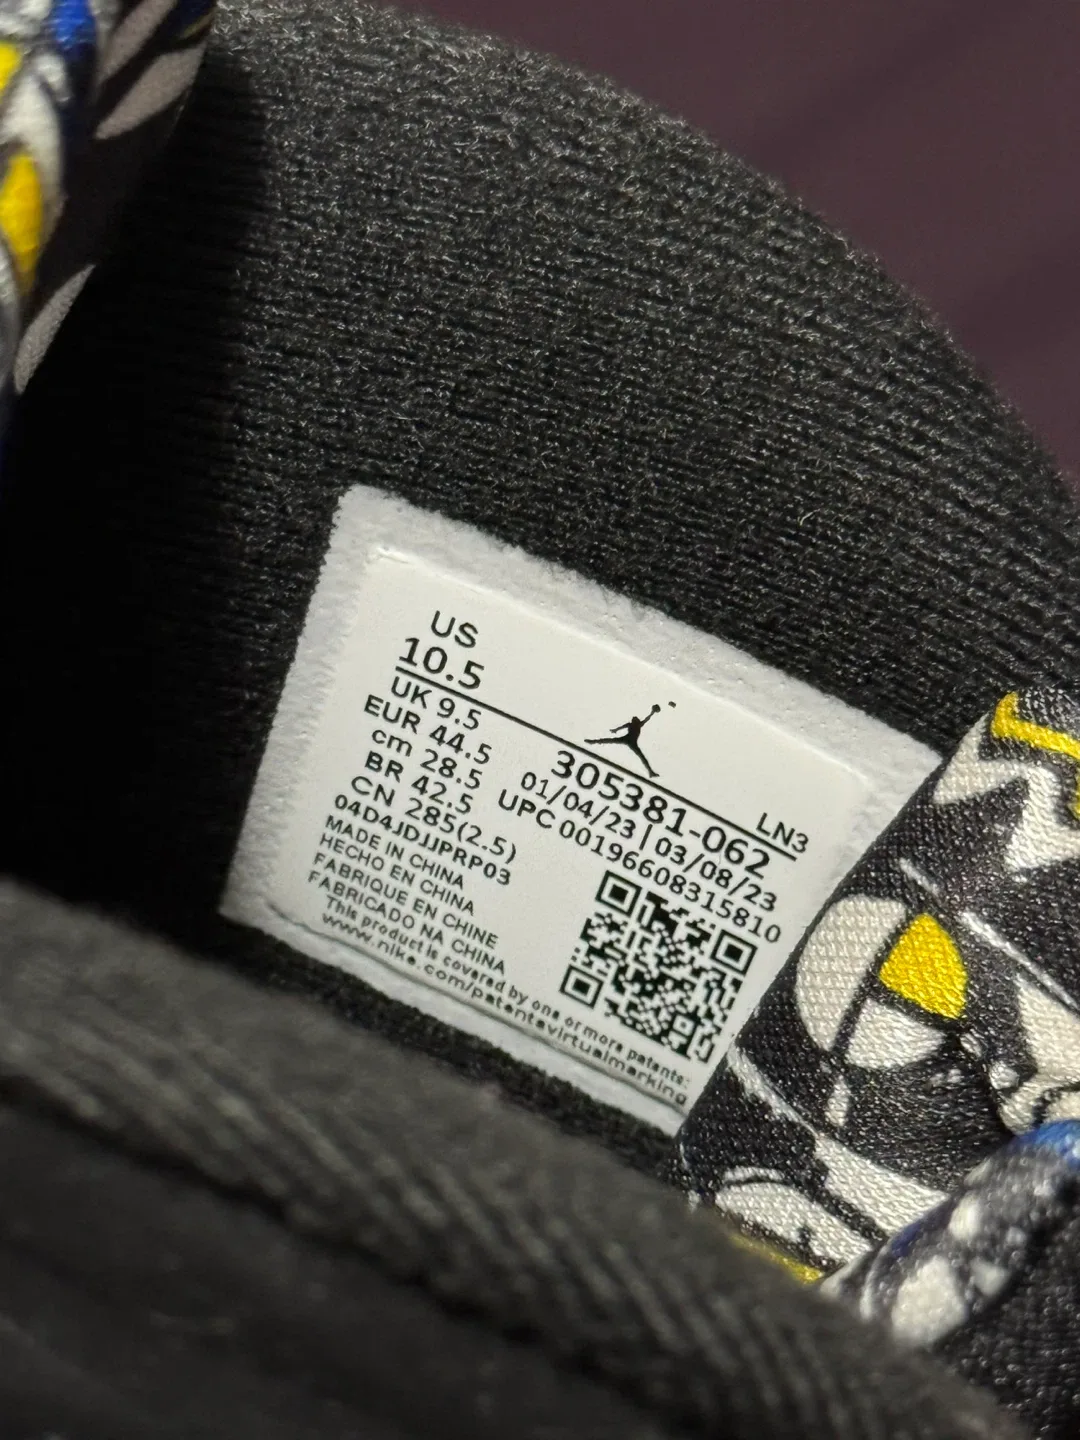 US
10.5
UK 9.5
EUR 44.5
cm 28.5
BR 42.5
CN 285(2.5)
04D4JDJJPRP03
MADE IN CHINA
HECHO EN CHINA
FABRIQUE EN CHINE
FABRICADO NA CHINA
This product is covered by one or more patents:
www.nike.com/patentsvirtualmarking
LN3
305381-062
01/04/23 | 03/08/23
UPC 00196608315810